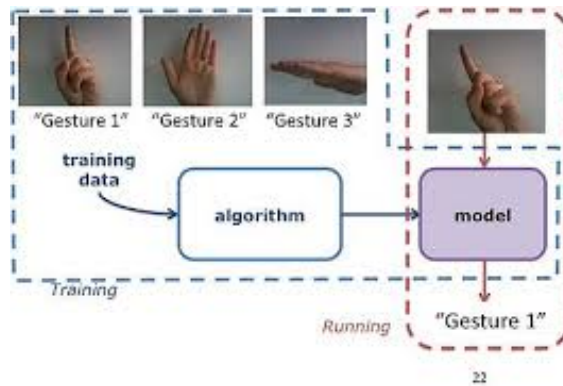 "Gesture 1" "Gesture 2" "Gesture 3"
training
data
algorithm
model
Training
Running
"Gesture 1"
22